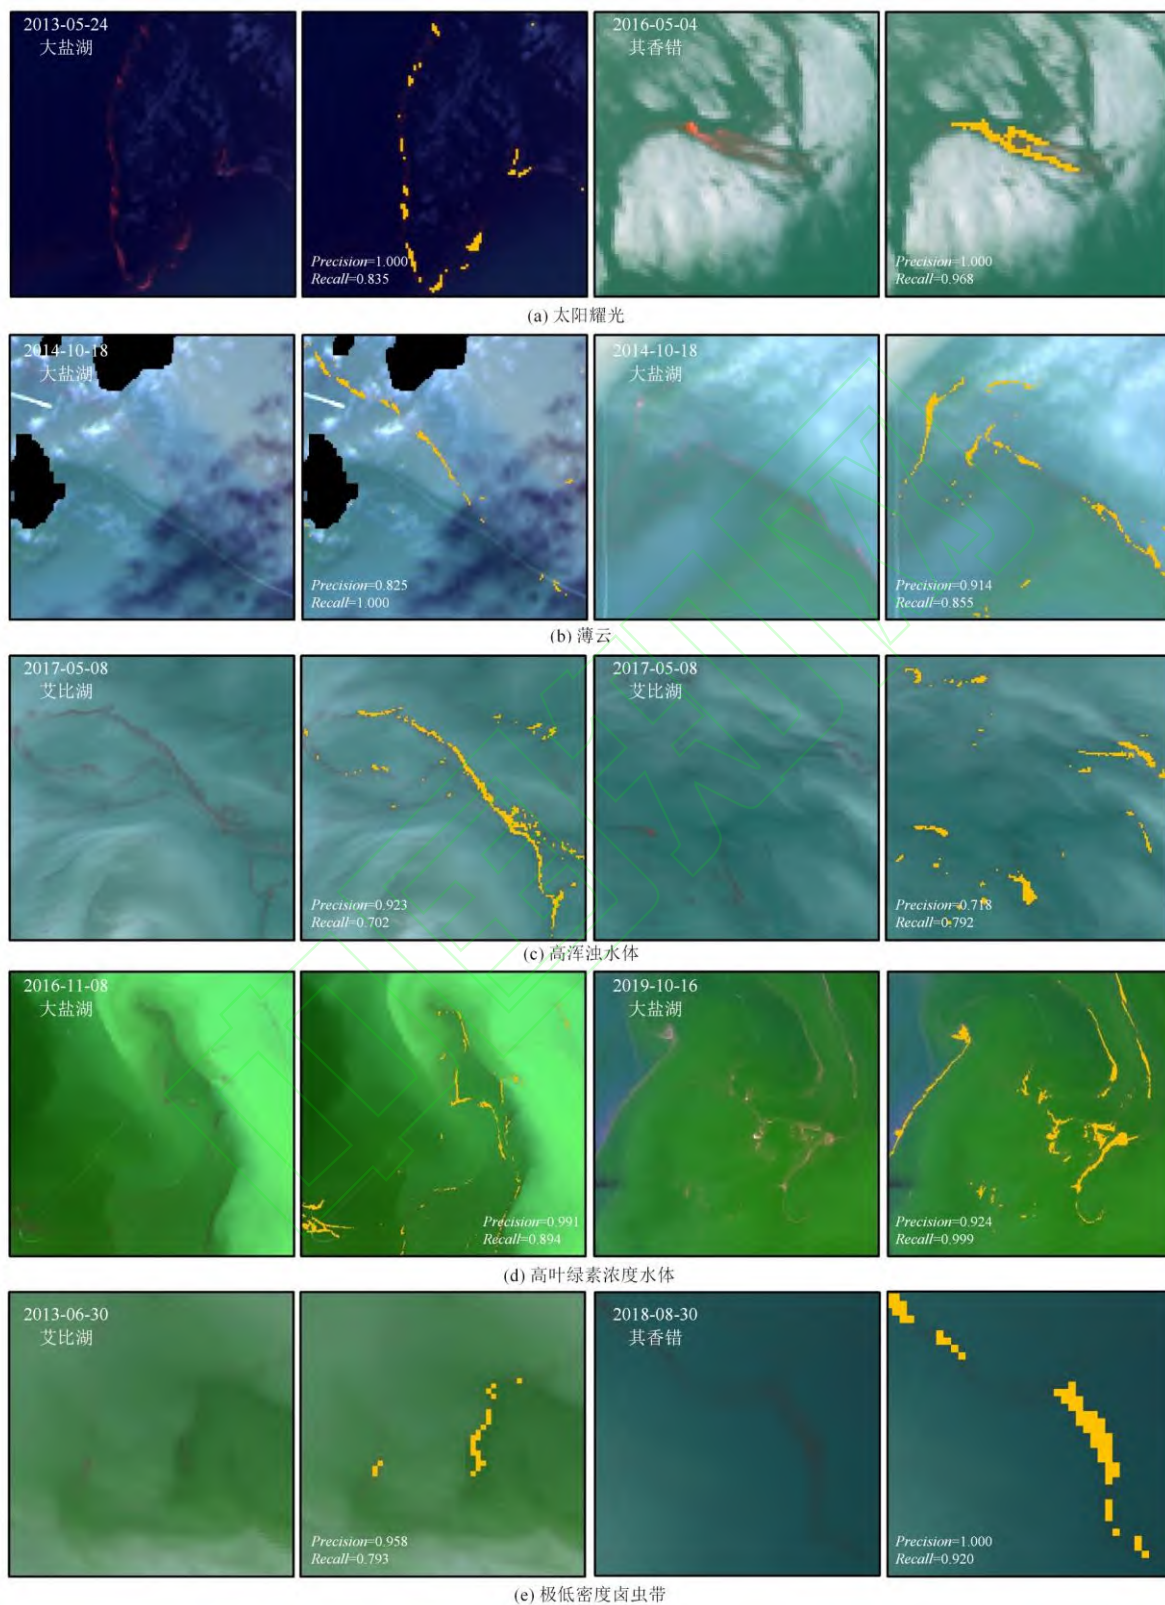 2013-05-24
大盐湖
Precision=1.000
Recall=0.835
2016-05-04
其香错
Precision=1.000
Recall=0.968
(a) 太阳耀光
2014-10-18
大盐湖
Precision=0.825
Recall=1.000
2014-10-18
大盐湖
Precision=0.914
Recall=0.855
(b) 薄云
2017-05-08
艾比湖
Precision=0.923
Recall=0.702
2017-05-08
艾比湖
Precision=0.718
Recall=0.792
(c) 高浑浊水体
2016-11-08
大盐湖
Precision=0.991
Recall=0.894
2019-10-16
大盐湖
Precision=0.924
Recall=0.999
(d) 高叶绿素浓度水体
2013-06-30
艾比湖
Precision=0.958
Recall=0.793
2018-08-30
其香错
Precision=1.000
Recall=0.920
(e) 极低密度卤虫带